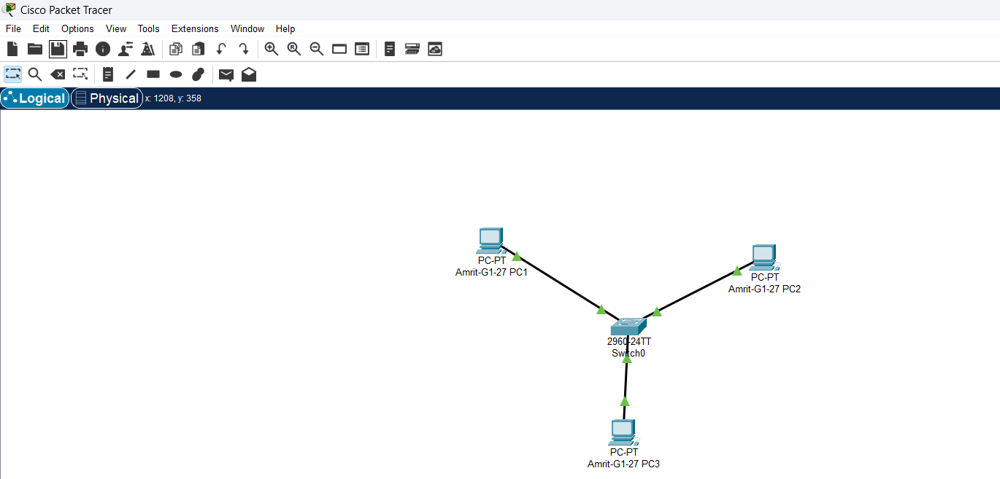 Cisco Packet Tracer
File Edit Options View Tools Extensions Window Help
Logical Physical x: 1208, y: 358
PC-PT
Amrit-G1-27 PC1
PC-PT
Amrit-G1-27 PC2
2960-24TT
Switch0
PC-PT
Amrit-G1-27 PC3